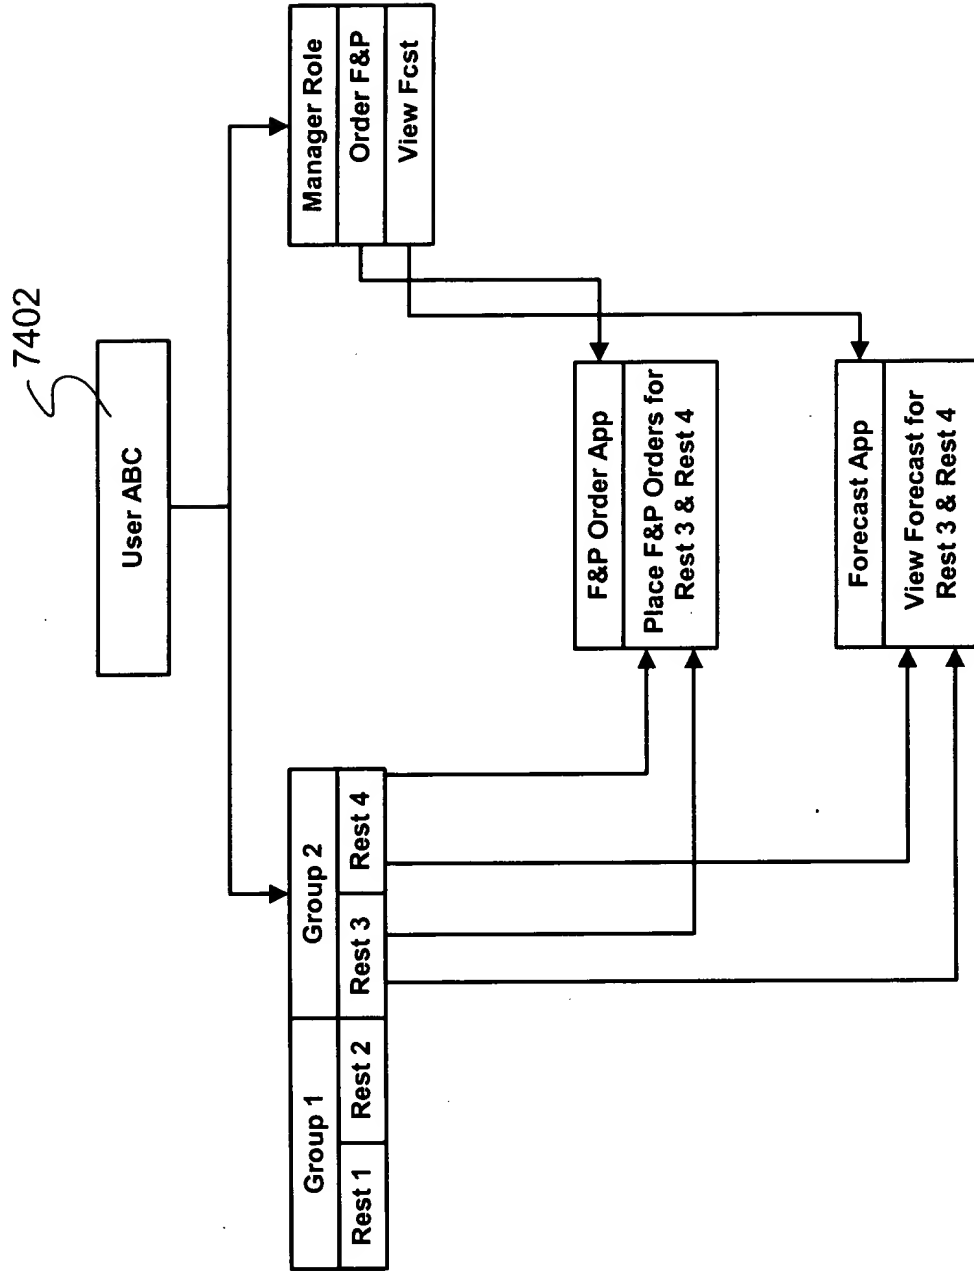 7402
User ABC
Group 1
Group 2
Rest 1
Rest 2
Rest 3
Rest 4
Manager Role
Order F&P
View Fcst
F&P Order App
Place F&P Orders for
Rest 3 & Rest 4
Forecast App
View Forecast for
Rest 3 & Rest 4